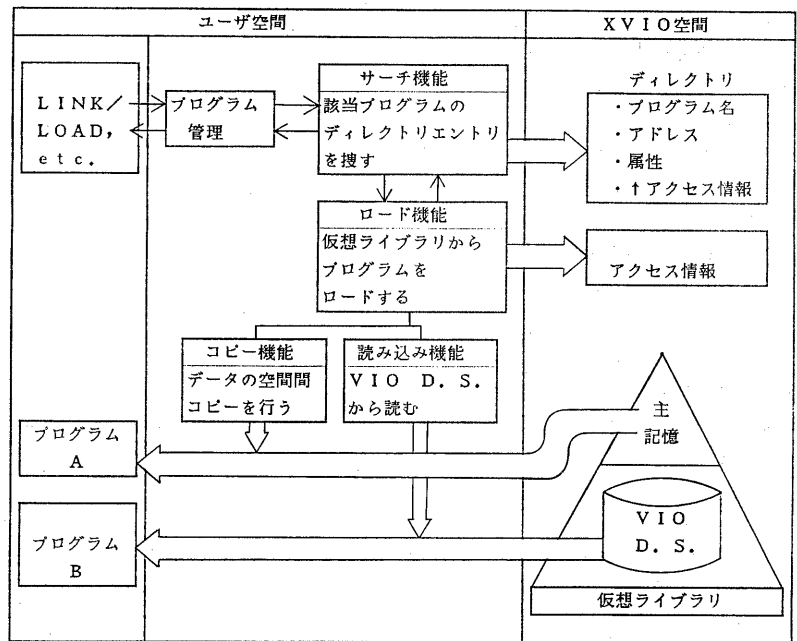 ユーザ空間
XVIO空間
LINK/
LOAD,
etc.
プログラム
管理
サーチ機能
該当プログラムの
ディレクトリエントリ
を捜す
ディレクトリ
・プログラム名
・アドレス
・属性
・↑アクセス情報
ロード機能
仮想ライブラリから
プログラムを
ロードする
アクセス情報
コピー機能
データの空間間
コピーを行う
読み込み機能
VIO D.S.
から読む
主
記憶
プログラム
A
プログラム
B
VIO
D.S.
仮想ライブラリ